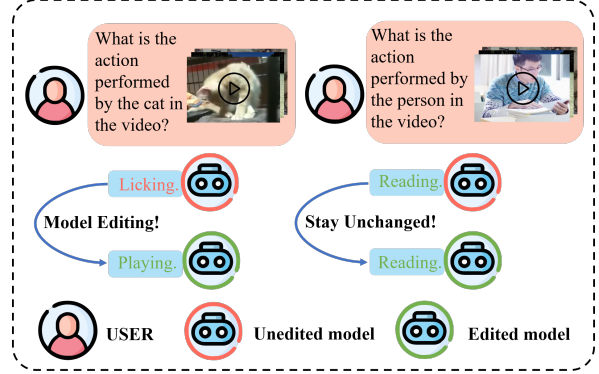 What is the
action
performed
by the cat in
the video?
What is the
action
performed by
the person in
the video?
Licking.
Model Editing!
Playing.
Reading.
Stay Unchanged!
Reading.
USER
Unedited model
Edited model